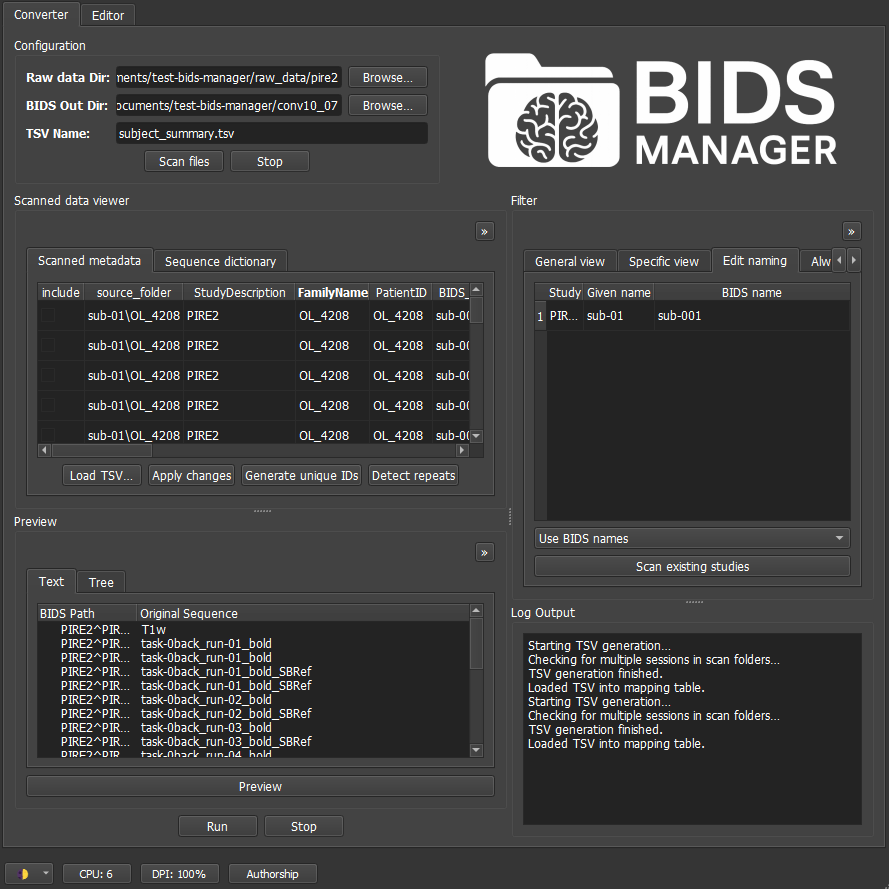 Converter Editor
Configuration
Raw data Dir: ments/test-bids-manager/raw_data/pire2 Browse...
BIDS Out Dir: ocuments/test-bids-manager/conv10_07 Browse...
TSV Name: subject_summary.tsv
Scan files Stop
BIDS
MANAGER
Scanned data viewer
»
Scanned metadata Sequence dictionary
include source_folder StudyDescription FamilyName PatientID BIDS_
sub-01\OL_4208 PIRE2 OL_4208 OL_4208 sub-00
sub-01\OL_4208 PIRE2 OL_4208 OL_4208 sub-00
sub-01\OL_4208 PIRE2 OL_4208 OL_4208 sub-00
sub-01\OL_4208 PIRE2 OL_4208 OL_4208 sub-00
sub-01\OL_4208 PIRE2 OL_4208 OL_4208 sub-00
Load TSV... Apply changes Generate unique IDs Detect repeats
Preview
»
Text Tree
BIDS Path Original Sequence
PIRE2^PIR... T1w
PIRE2^PIR... task-0back_run-01_bold
PIRE2^PIR... task-0back_run-01_bold
PIRE2^PIR... task-0back_run-01_bold_SBRef
PIRE2^PIR... task-0back_run-01_bold_SBRef
PIRE2^PIR... task-0back_run-02_bold
PIRE2^PIR... task-0back_run-02_bold_SBRef
PIRE2^PIR... task-0back_run-03_bold
PIRE2^PIR... task-0back_run-03_bold_SBRef
PIRE2^PIR... task-0back_run-04_bold
Preview
Run Stop
Filter
»
General view Specific view Edit naming Alw
Study Given name BIDS name
1 PIR... sub-01 sub-001
Use BIDS names
Scan existing studies
Log Output
Starting TSV generation...
Checking for multiple sessions in scan folders...
TSV generation finished.
Loaded TSV into mapping table.
Starting TSV generation...
Checking for multiple sessions in scan folders...
TSV generation finished.
Loaded TSV into mapping table.
CPU: 6 DPI: 100% Authorship